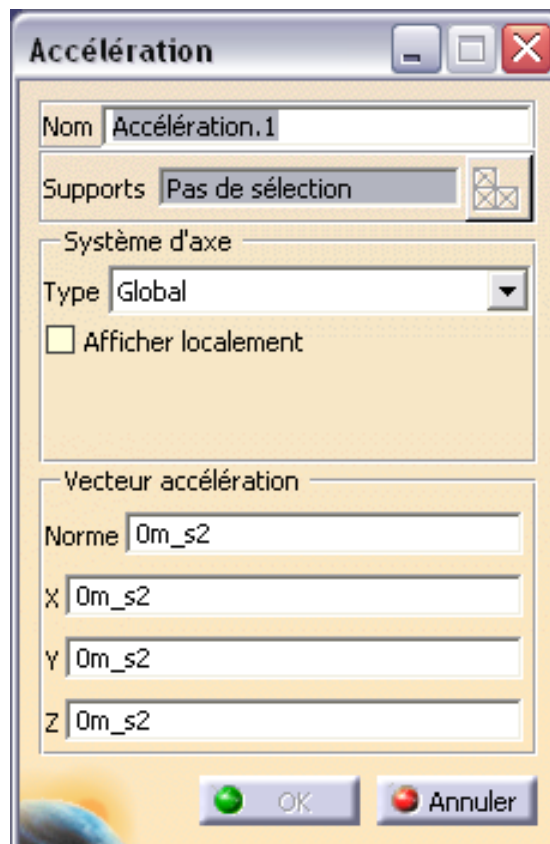 Accélération
Nom Accélération.1
Supports Pas de sélection
Système d'axe
Type Global
Afficher localement
Vecteur accélération
Norme 0m_s2
X 0m_s2
Y 0m_s2
Z 0m_s2
OK Annuler